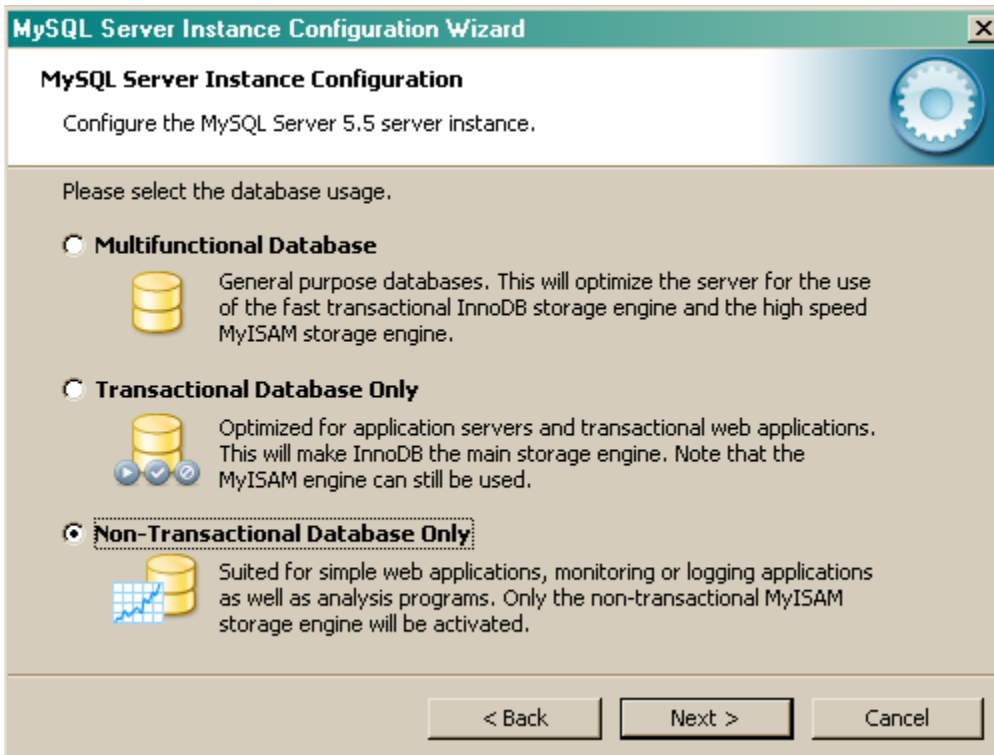 MySQL Server Instance Configuration Wizard
MySQL Server Instance Configuration
Configure the MySQL Server 5.5 server instance.
Please select the database usage.
Multifunctional Database
General purpose databases. This will optimize the server for the use
of the fast transactional InnoDB storage engine and the high speed
MyISAM storage engine.
Transactional Database Only
Optimized for application servers and transactional web applications.
This will make InnoDB the main storage engine. Note that the
MyISAM engine can still be used.
Non-Transactional Database Only
Suited for simple web applications, monitoring or logging applications
as well as analysis programs. Only the non-transactional MyISAM
storage engine will be activated.
< Back Next > Cancel